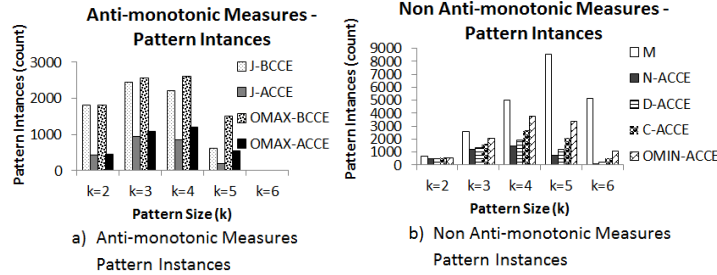 Anti-monotonic Measures -
Pattern Intances
Pattern Intances (count)
3000
2000
1000
0
k=2 k=3 k=4 k=5 k=6
Pattern Size (k)
J-BCCE
J-ACCE
OMAX-BCCE
OMAX-ACCE
a) Anti-monotonic Measures
Pattern Instances
Non Anti-monotonic Measures -
Pattern Intances
Pattern Intances (count)
9000
8000
7000
6000
5000
4000
3000
2000
1000
0
k=2 k=3 k=4 k=5 k=6
Pattern Size (k)
M
N-ACCE
D-ACCE
C-ACCE
OMIN-ACCE
b) Non Anti-monotonic Measures
Pattern Instances